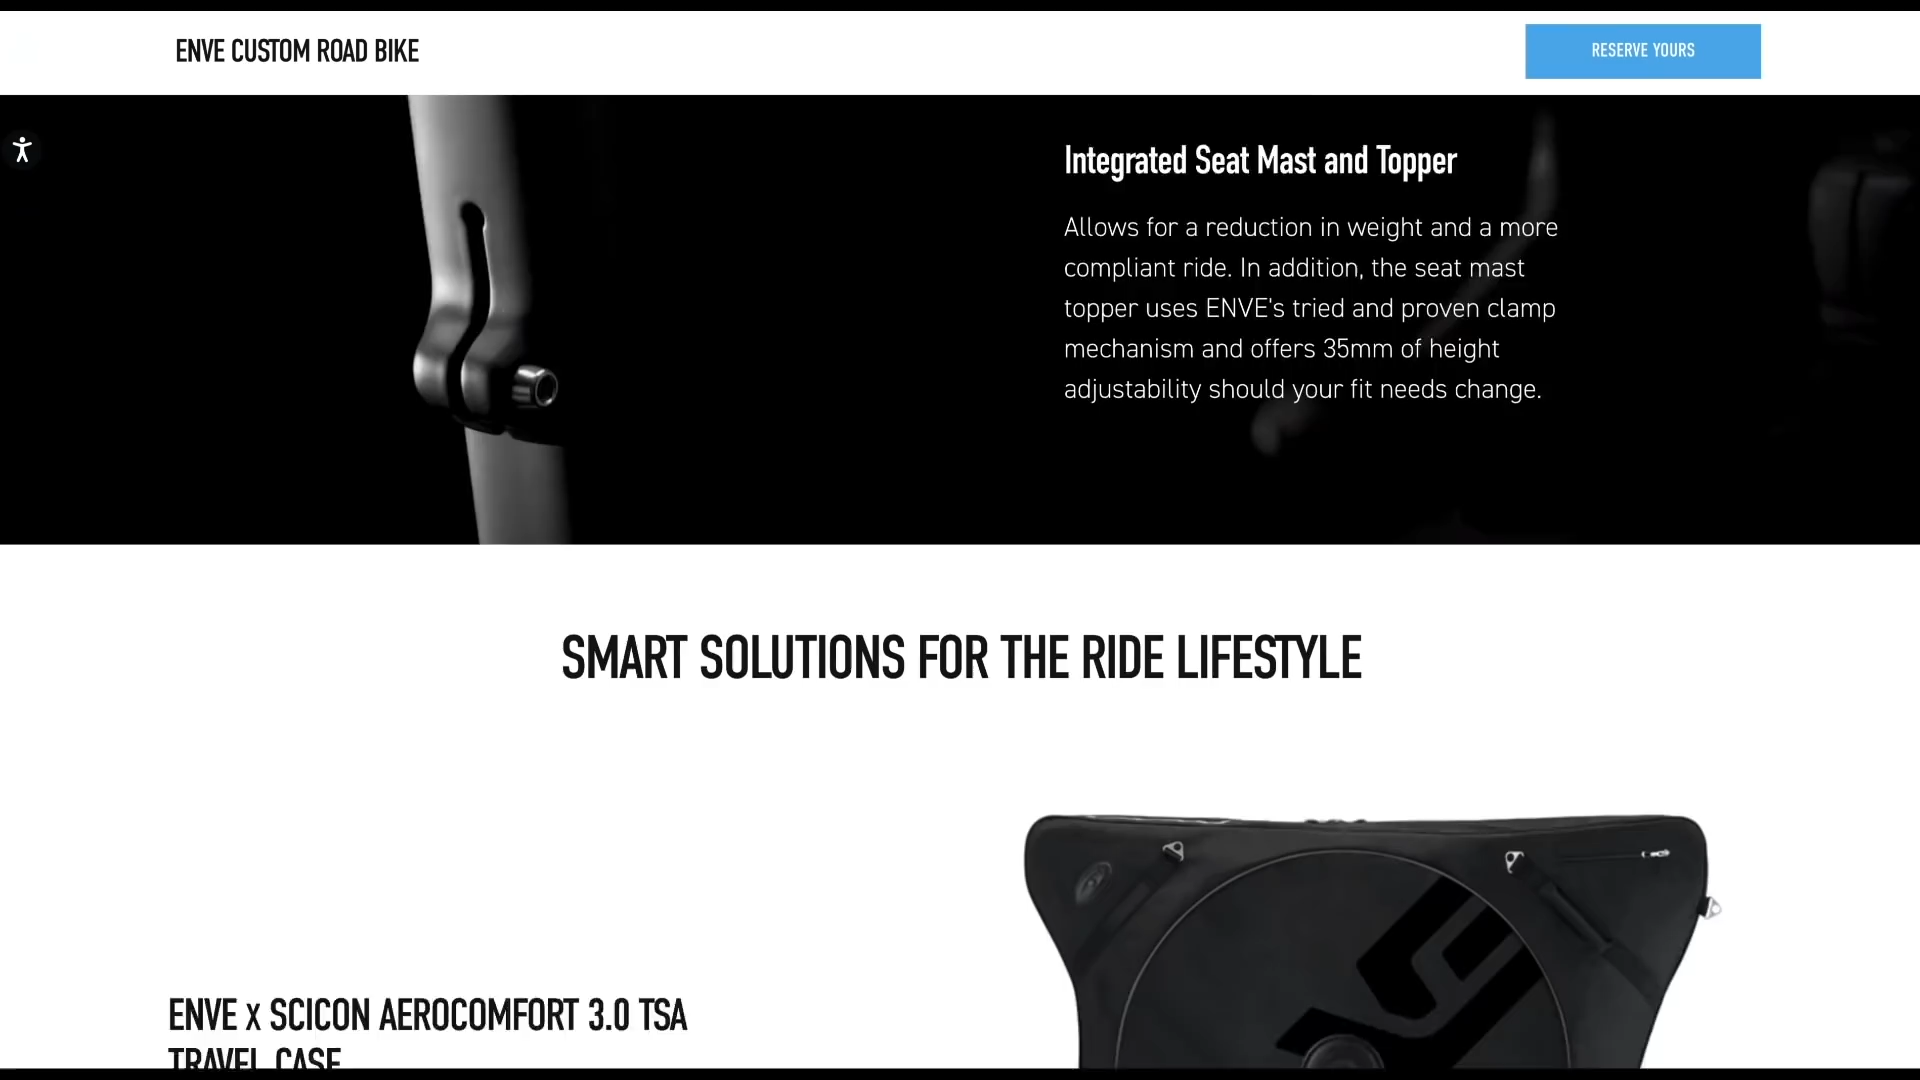 ENVE CUSTOM ROAD BIKE
RESERVE YOURS
Integrated Seat Mast and Topper
Allows for a reduction in weight and a more
compliant ride. In addition, the seat mast
topper uses ENVE's tried and proven clamp
mechanism and offers 35mm of height
adjustability should your fit needs change.
SMART SOLUTIONS FOR THE RIDE LIFESTYLE
ENVE x SCICON AEROCOMFORT 3.0 TSA
TRAVEL CASE